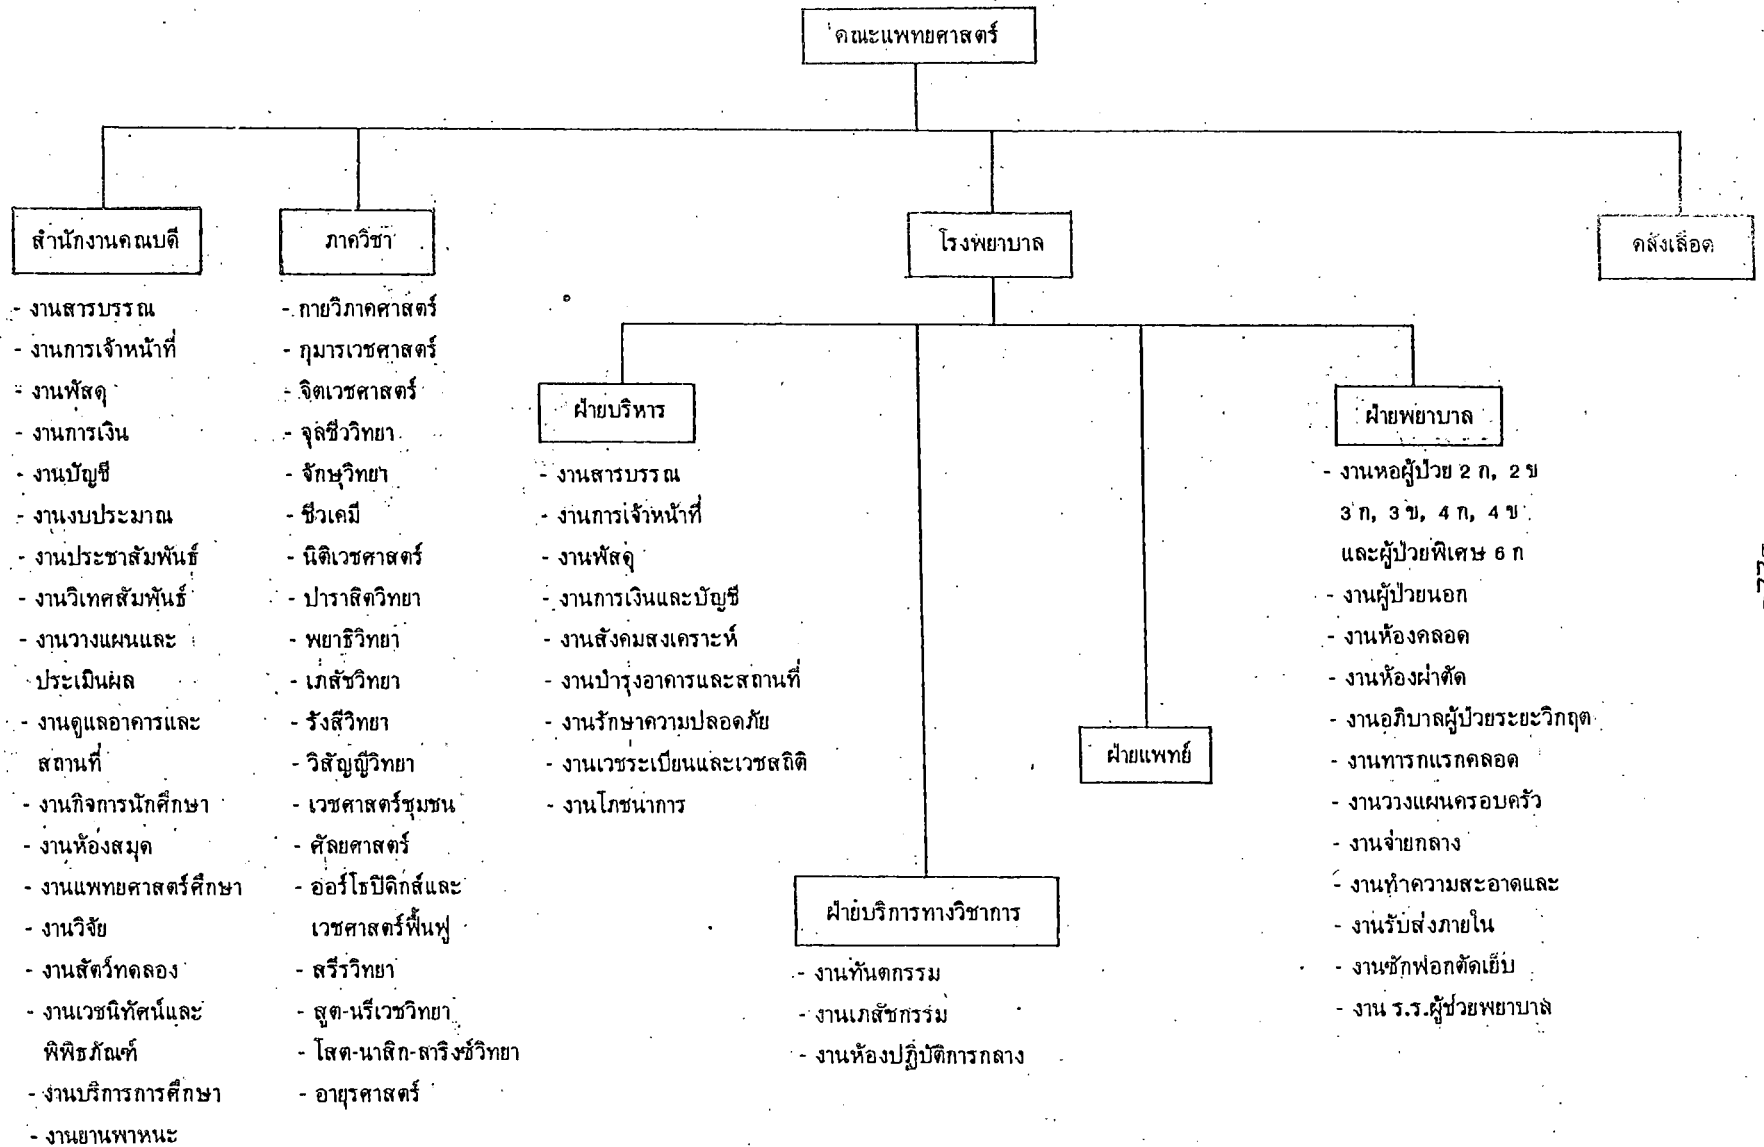 คณะแพทยศาสตร์
สำนักงานคณบดี
- งานสารบรรณ
- งานการเจ้าหน้าที่
- งานพัสดุ
- งานการเงิน
- งานบัญชี
- งานงบประมาณ
- งานประชาสัมพันธ์
- งานวิเทศสัมพันธ์
- งานวางแผนและ
ประเมินผล
- งานดูแลอาคารและ
สถานที่
- งานกิจการนักศึกษา
- งานห้องสมุด
- งานแพทยศาสตร์ศึกษา
- งานวิจัย
- งานสัตว์ทดลอง
- งานเวชนิทัศน์และ
พิพิธภัณฑ์
- งานบริการการศึกษา
- งานยานพาหนะ
ภาควิชา
- กายวิภาคศาสตร์
- กุมารเวชศาสตร์
- จิตเวชศาสตร์
- จุลชีววิทยา
- จักษุวิทยา
- ชีวเคมี
- นิติเวชศาสตร์
- ปาราสิตวิทยา
- พยาธิวิทยา
- เภสัชวิทยา
- รังสีวิทยา
- วิสัญญีวิทยา
- เวชศาสตร์ชุมชน
- ศัลยศาสตร์
- ออร์โธปิดิกส์และ
เวชศาสตร์ฟื้นฟู
- สรีรวิทยา
- สูต-นรีเวชวิทยา
- โสต-นาสิก-ลาริงซ์วิทยา
- อายุรศาสตร์
โรงพยาบาล
ฝ่ายบริหาร
- งานสารบรรณ
- งานการเจ้าหน้าที่
- งานพัสดุ
- งานการเงินและบัญชี
- งานสังคมสงเคราะห์
- งานบำรุงอาคารและสถานที่
- งานรักษาความปลอดภัย
- งานเวชระเบียนและเวชสถิติ
- งานโภชนาการ
ฝ่ายบริการทางวิชาการ
- งานทันตกรรม
- งานเภสัชกรรม
- งานห้องปฏิบัติการกลาง
ฝ่ายแพทย์
ฝ่ายพยาบาล
- งานหอผู้ป่วย 2 ก, 2 ข
3 ก, 3 ข, 4 ก, 4 ข
และผู้ป่วยพิเศษ 6 ก
- งานผู้ป่วยนอก
- งานห้องคลอด
- งานห้องผ่าตัด
- งานอภิบาลผู้ป่วยระยะวิกฤต
- งานทารกแรกคลอด
- งานวางแผนครอบครัว
- งานจ่ายกลาง
- งานทำความสะอาดและ
- งานรับส่งภายใน
- งานซักฟอกตัดเย็บ
- งาน ร.ร.ผู้ช่วยพยาบาล
คลังเลือด